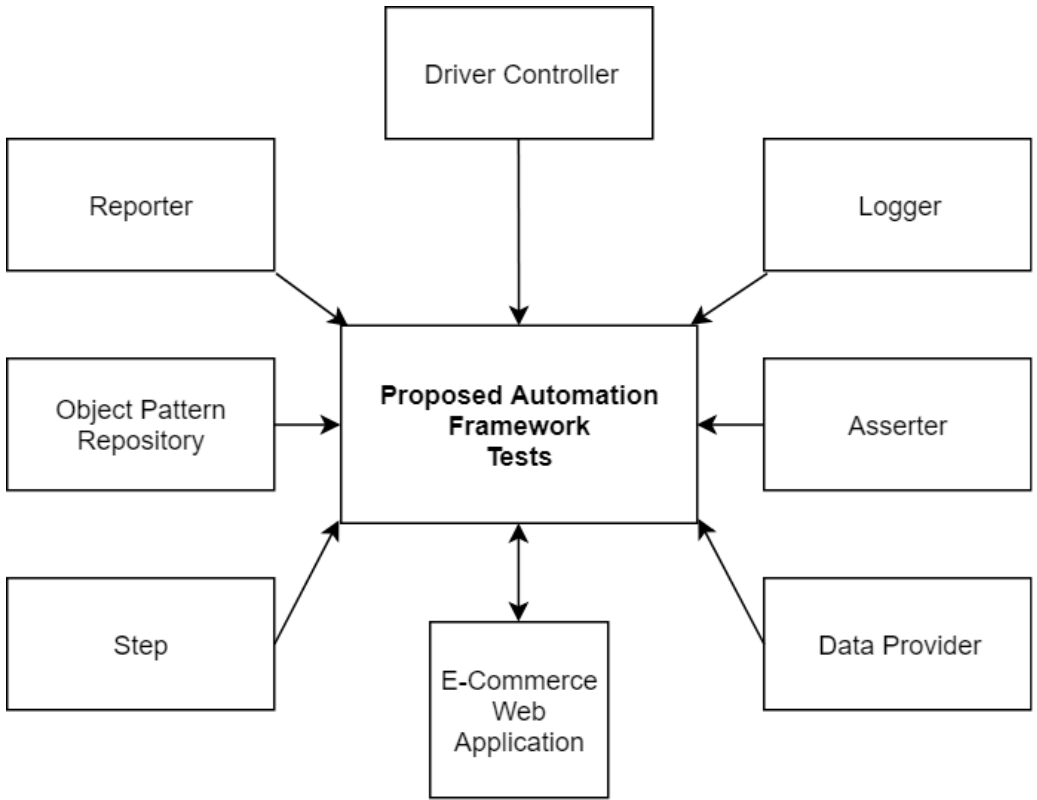 Driver Controller
Reporter
Logger
Proposed Automation
Framework
Tests
Object Pattern
Repository
Asserter
Step
E-Commerce
Web
Application
Data Provider